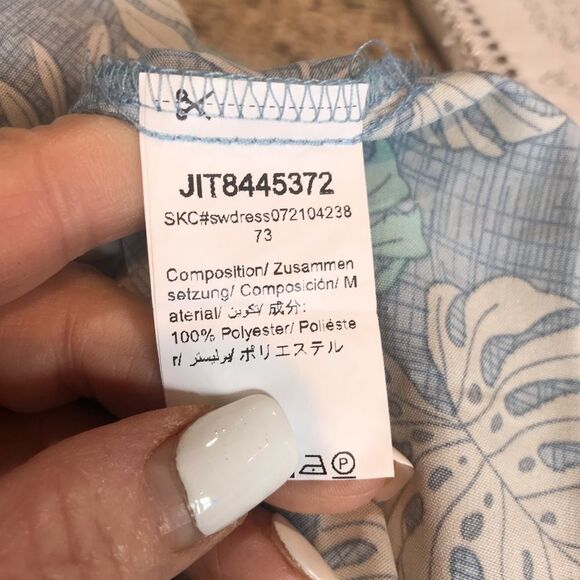 JIT8445372
SKC#swdress072104238
73
Composition/ Zusammen
setzung/ Composición/ M
atérial/ تكوين/ 成分:
100% Polyester/ Poliéste
r/ بوليستر/ ポリエステル
P